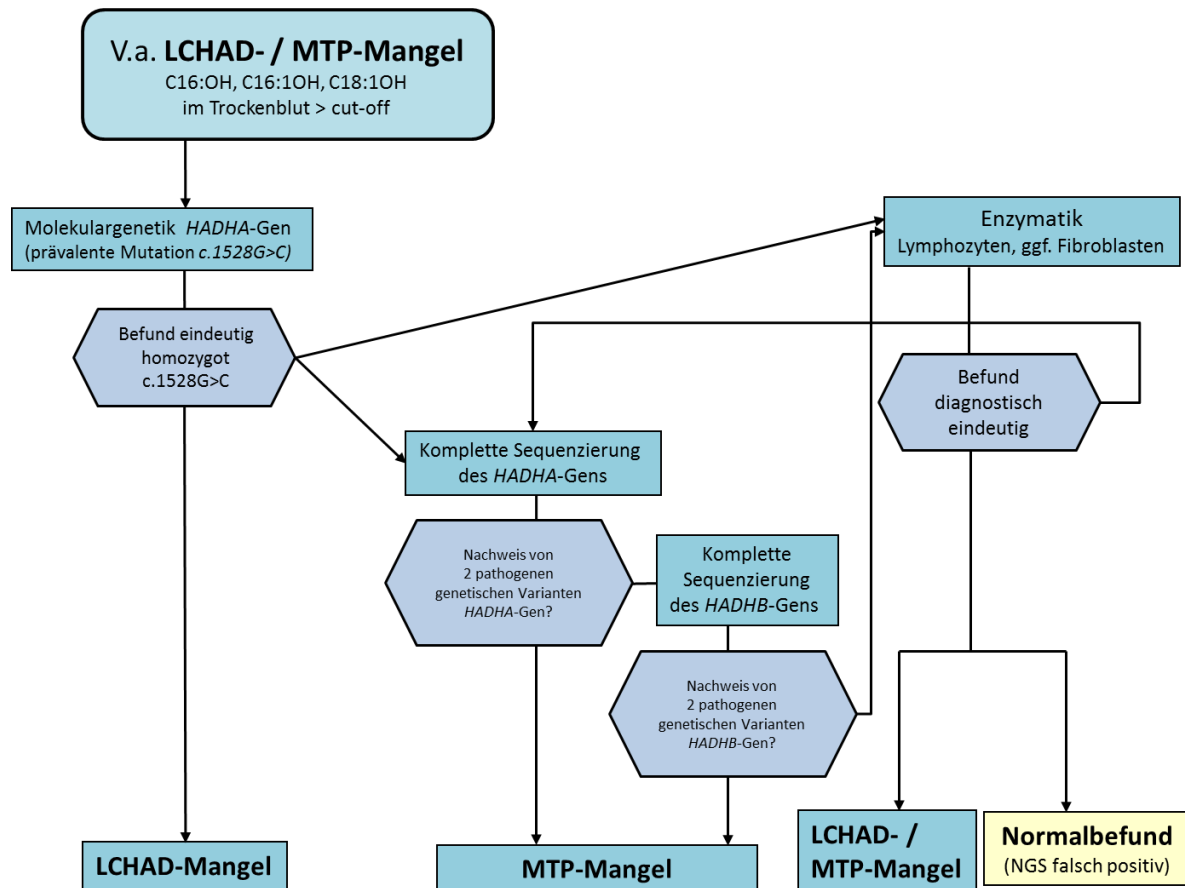 V.a. LCHAD- / MTP-Mangel
C16:OH, C16:1OH, C18:1OH
im Trockenblut > cut-off
Molekulargenetik HADHA-Gen
(prävalente Mutation c.1528G>C)
Enzymatik
Lymphozyten, ggf. Fibroblasten
Befund eindeutig
homozygot
c.1528G>C
Befund
diagnostisch
eindeutig
Komplette Sequenzierung
des HADHA-Gens
Nachweis von
2 pathogenen
genetischen Varianten
HADHA-Gen?
Komplette
Sequenzierung
des HADHB-Gens
Nachweis von
2 pathogenen
genetischen Varianten
HADHB-Gen?
LCHAD-Mangel
MTP-Mangel
LCHAD- /
MTP-Mangel
Normalbefund
(NGS falsch positiv)